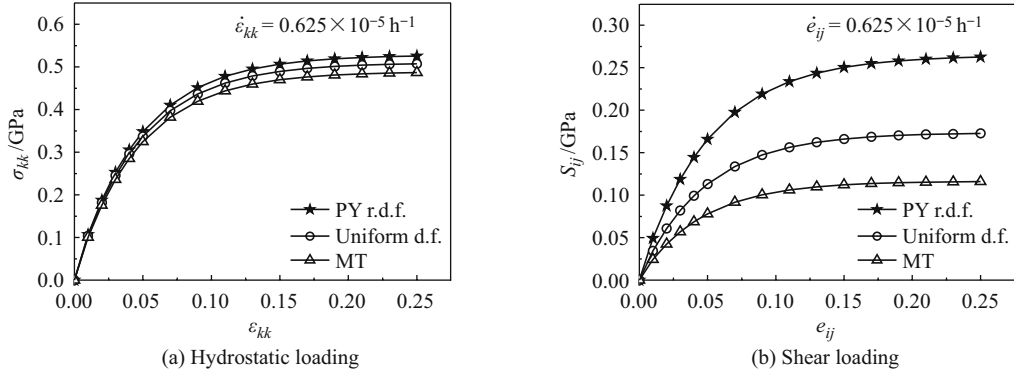 ε̇kk = 0.625×10⁻⁵ h⁻¹
0.6
0.5
0.4
0.3
0.2
0.1
0.0
σkk/GPa
PY r.d.f.
Uniform d.f.
MT
0.00 0.05 0.10 0.15 0.20 0.25
εkk
(a) Hydrostatic loading
ėij = 0.625×10⁻⁵ h⁻¹
0.30
0.25
0.20
0.15
0.10
0.05
0.00
Sij/GPa
PY r.d.f.
Uniform d.f.
MT
0.00 0.05 0.10 0.15 0.20 0.25
eij
(b) Shear loading